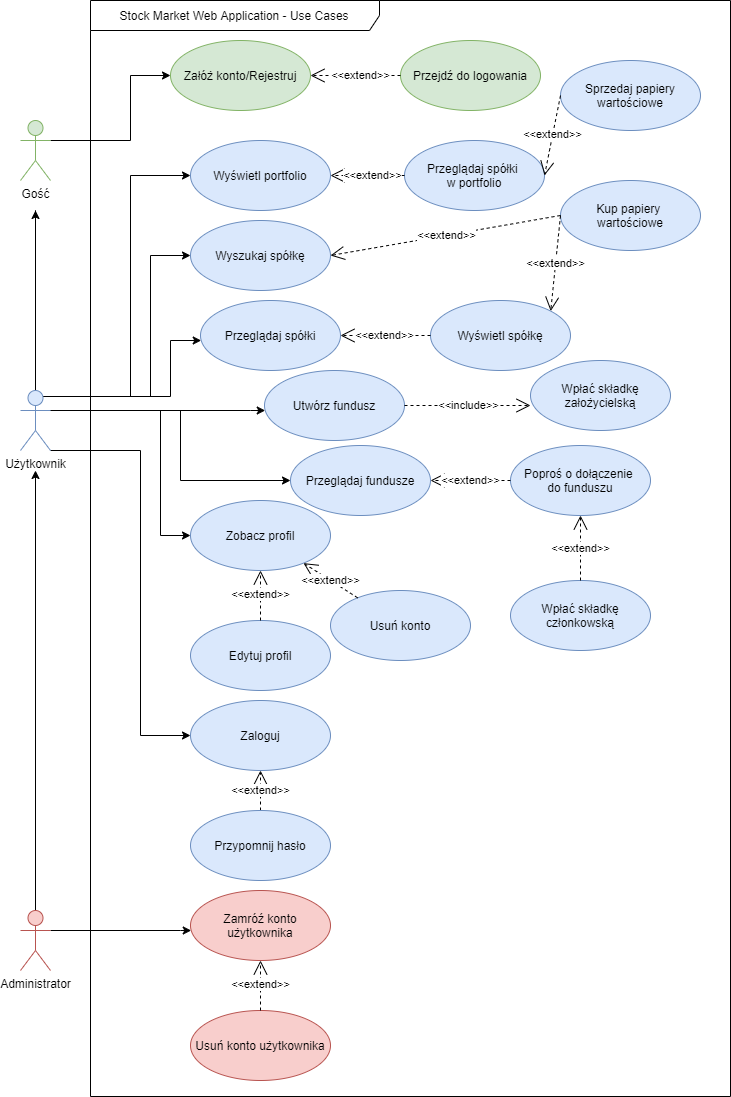 Stock Market Web Application - Use Cases
Załóż konto/Rejestruj
<<extend>>
Przejdź do logowania
Sprzedaj papiery
wartościowe
<<extend>>
Gość
Wyświetl portfolio
<<extend>>
Przeglądaj spółki
w portfolio
Kup papiery
wartościowe
<<extend>>
Wyszukaj spółkę
<<extend>>
Przeglądaj spółki
<<extend>>
Wyświetl spółkę
Utwórz fundusz
<<include>>
Wpłać składkę
założycielską
Użytkownik
Przeglądaj fundusze
<<extend>>
Poproś o dołączenie
do funduszu
Zobacz profil
<<extend>>
<<extend>>
<<extend>>
Wpłać składkę
członkowską
Usuń konto
Edytuj profil
Zaloguj
<<extend>>
Przypomnij hasło
Zamróź konto
użytkownika
Administrator
<<extend>>
Usuń konto użytkownika